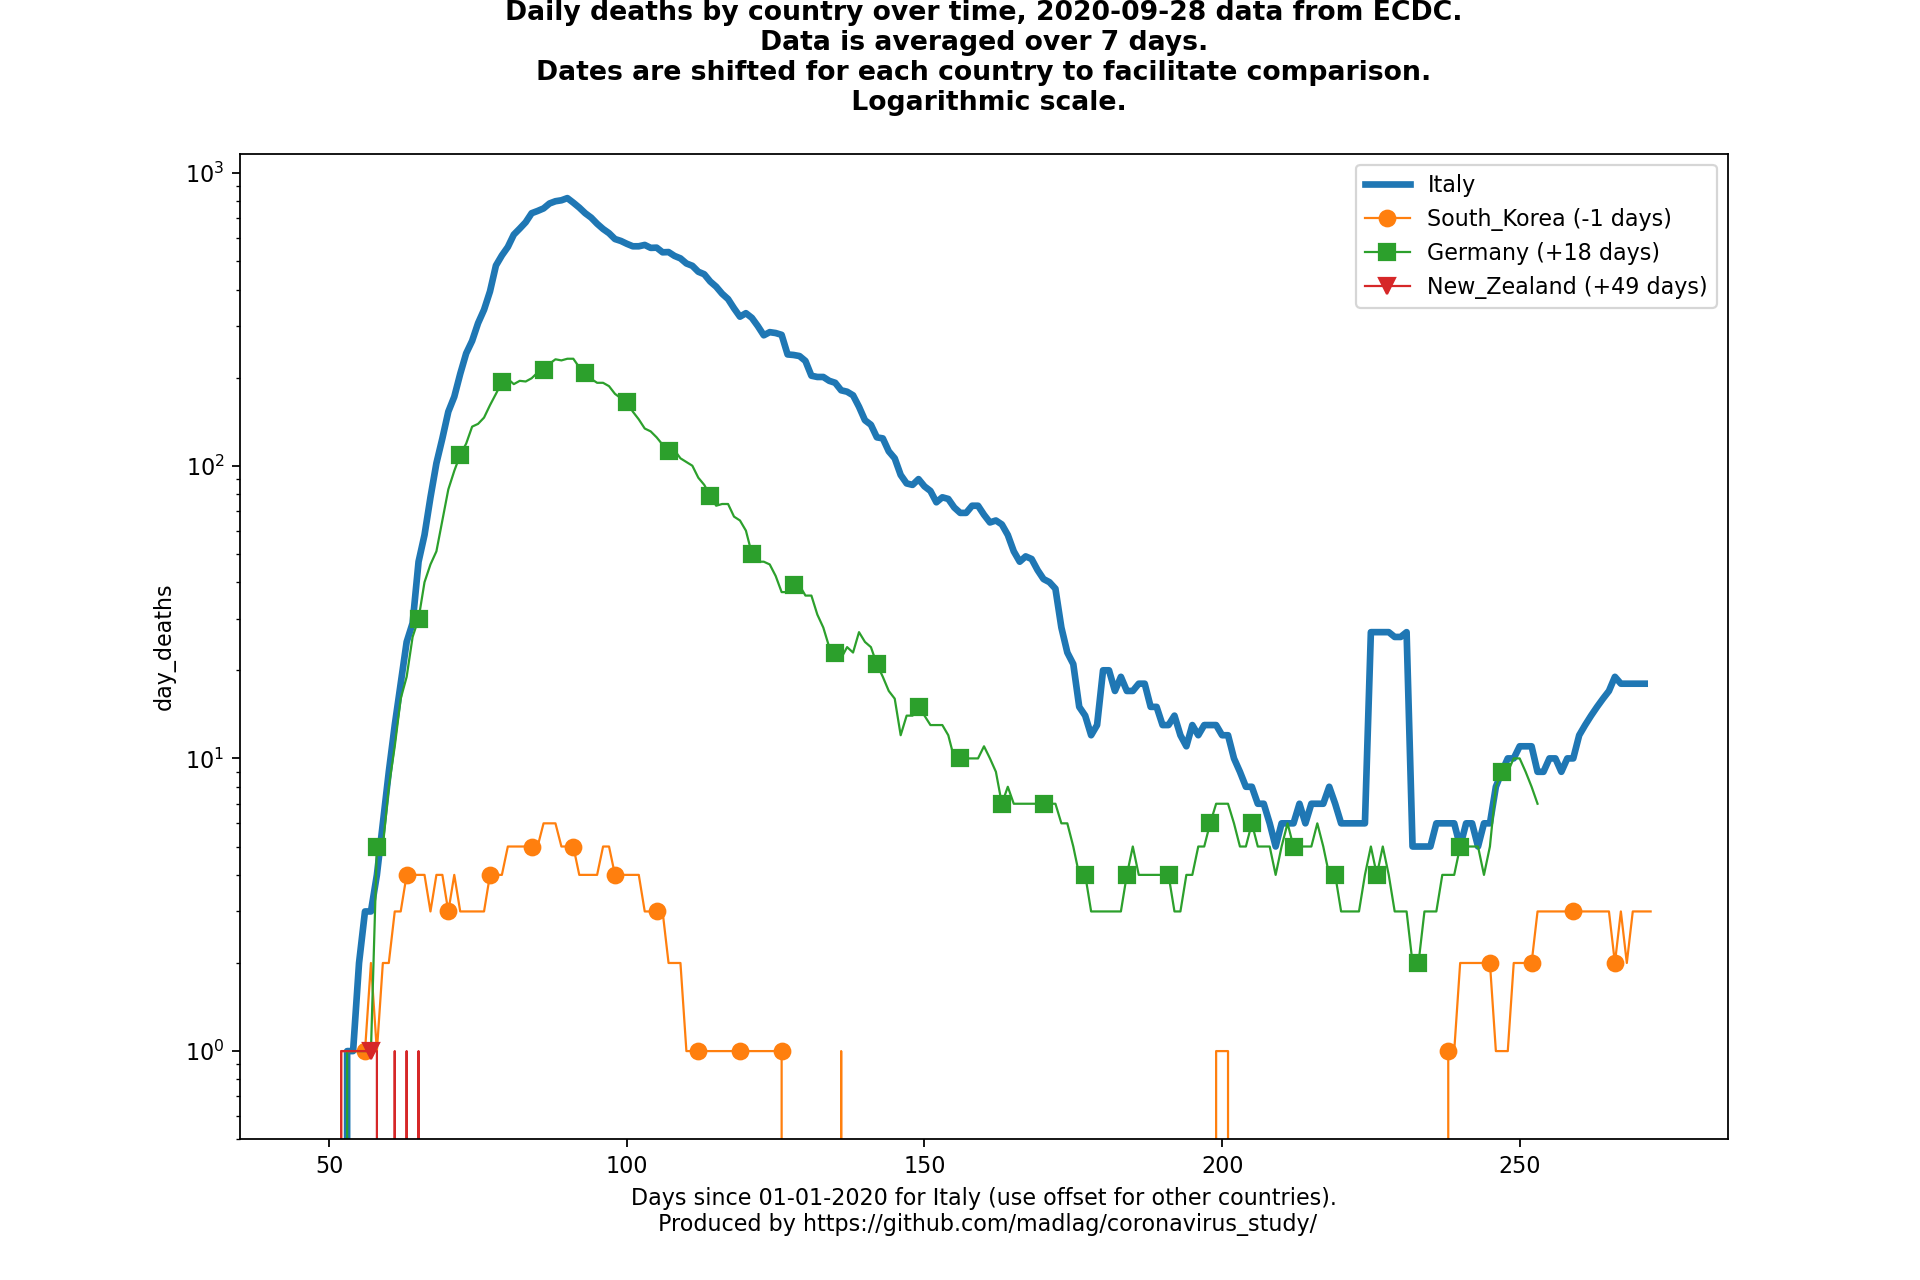 Daily deaths by country over time, 2020-09-28 data from ECDC.
Data is averaged over 7 days.
Dates are shifted for each country to facilitate comparison.
Logarithmic scale.
10³
Italy
South_Korea (-1 days)
Germany (+18 days)
New_Zealand (+49 days)
10²
day_deaths
10¹
10⁰
50 100 150 200 250
Days since 01-01-2020 for Italy (use offset for other countries).
Produced by https://github.com/madlag/coronavirus_study/